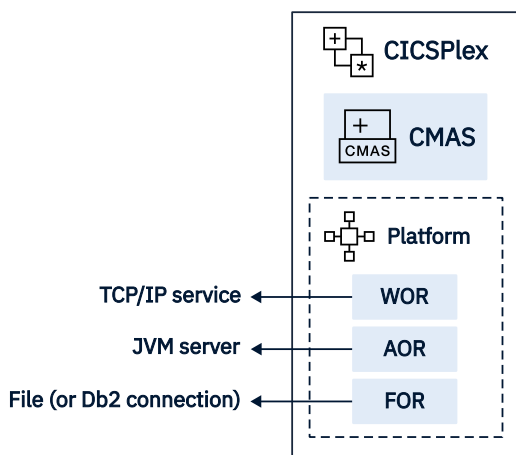 CICSPlex
+
*
+
CMAS
CMAS
Platform
TCP/IP service
WOR
JVM server
AOR
File (or Db2 connection)
FOR